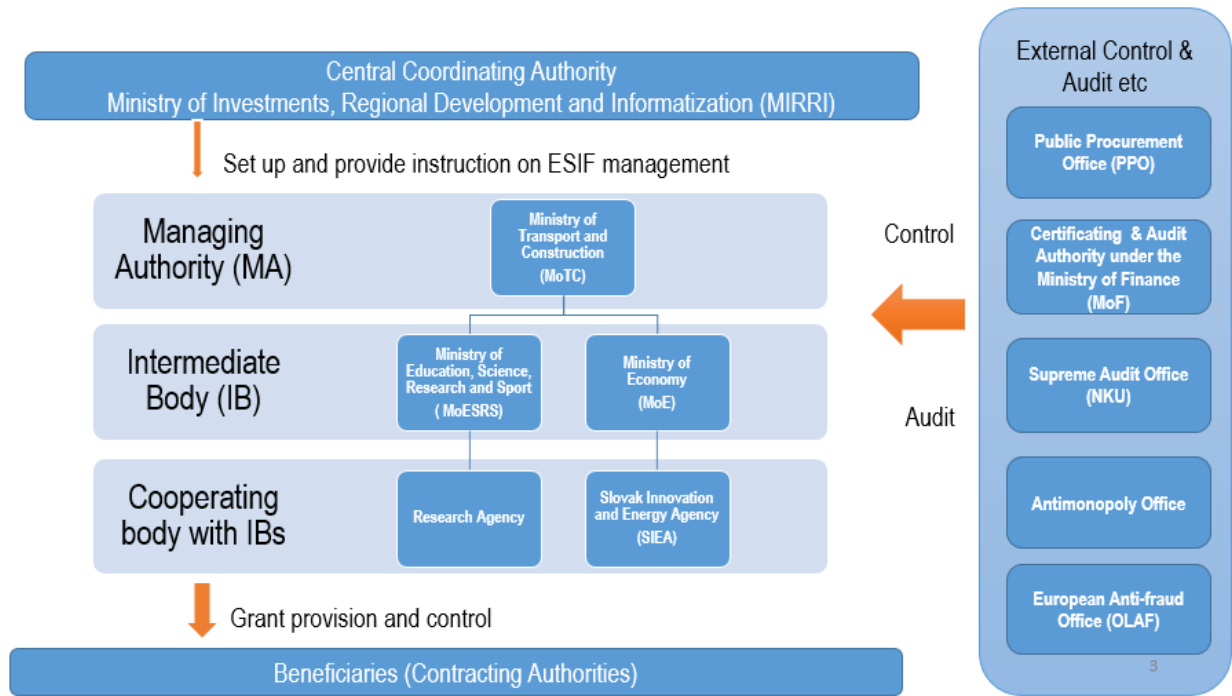 Central Coordinating Authority
Ministry of Investments, Regional Development and Informatization (MIRRI)
Set up and provide instruction on ESIF management
Managing
Authority (MA)
Ministry of
Transport and
Construction
(MoTC)
Intermediate
Body (IB)
Ministry of
Education, Science,
Research and Sport
( MoESRS)
Ministry of
Economy
(MoE)
Cooperating
body with IBs
Research Agency
Slovak Innovation
and Energy Agency
(SIEA)
Grant provision and control
Beneficiaries (Contracting Authorities)
Control
Audit
External Control &
Audit etc
Public Procurement
Office (PPO)
Certificating & Audit
Authority under the
Ministry of Finance
(MoF)
Supreme Audit Office
(NKU)
Antimonopoly Office
European Anti-fraud
Office (OLAF)
3